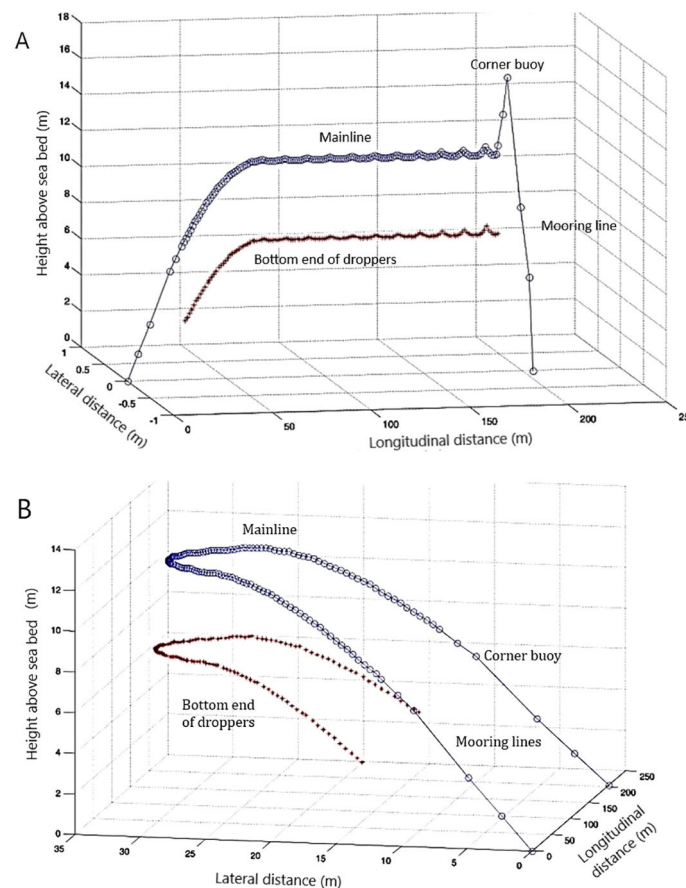 A
18
16
14
12
10
8
6
4
2
0
Height above sea bed (m)
Corner buoy
Mainline
Mooring line
Bottom end of droppers
1
0.5
0
-0.5
-1
Lateral distance (m)
0
50
100
150
200
25
Longitudinal distance (m)
B
14
12
10
8
6
4
2
0
Height above sea bed (m)
Mainline
Corner buoy
Bottom end
of droppers
Mooring lines
35
30
25
20
15
10
5
0
Lateral distance (m)
0
50
100
150
200
250
Longitudinal
distance (m)